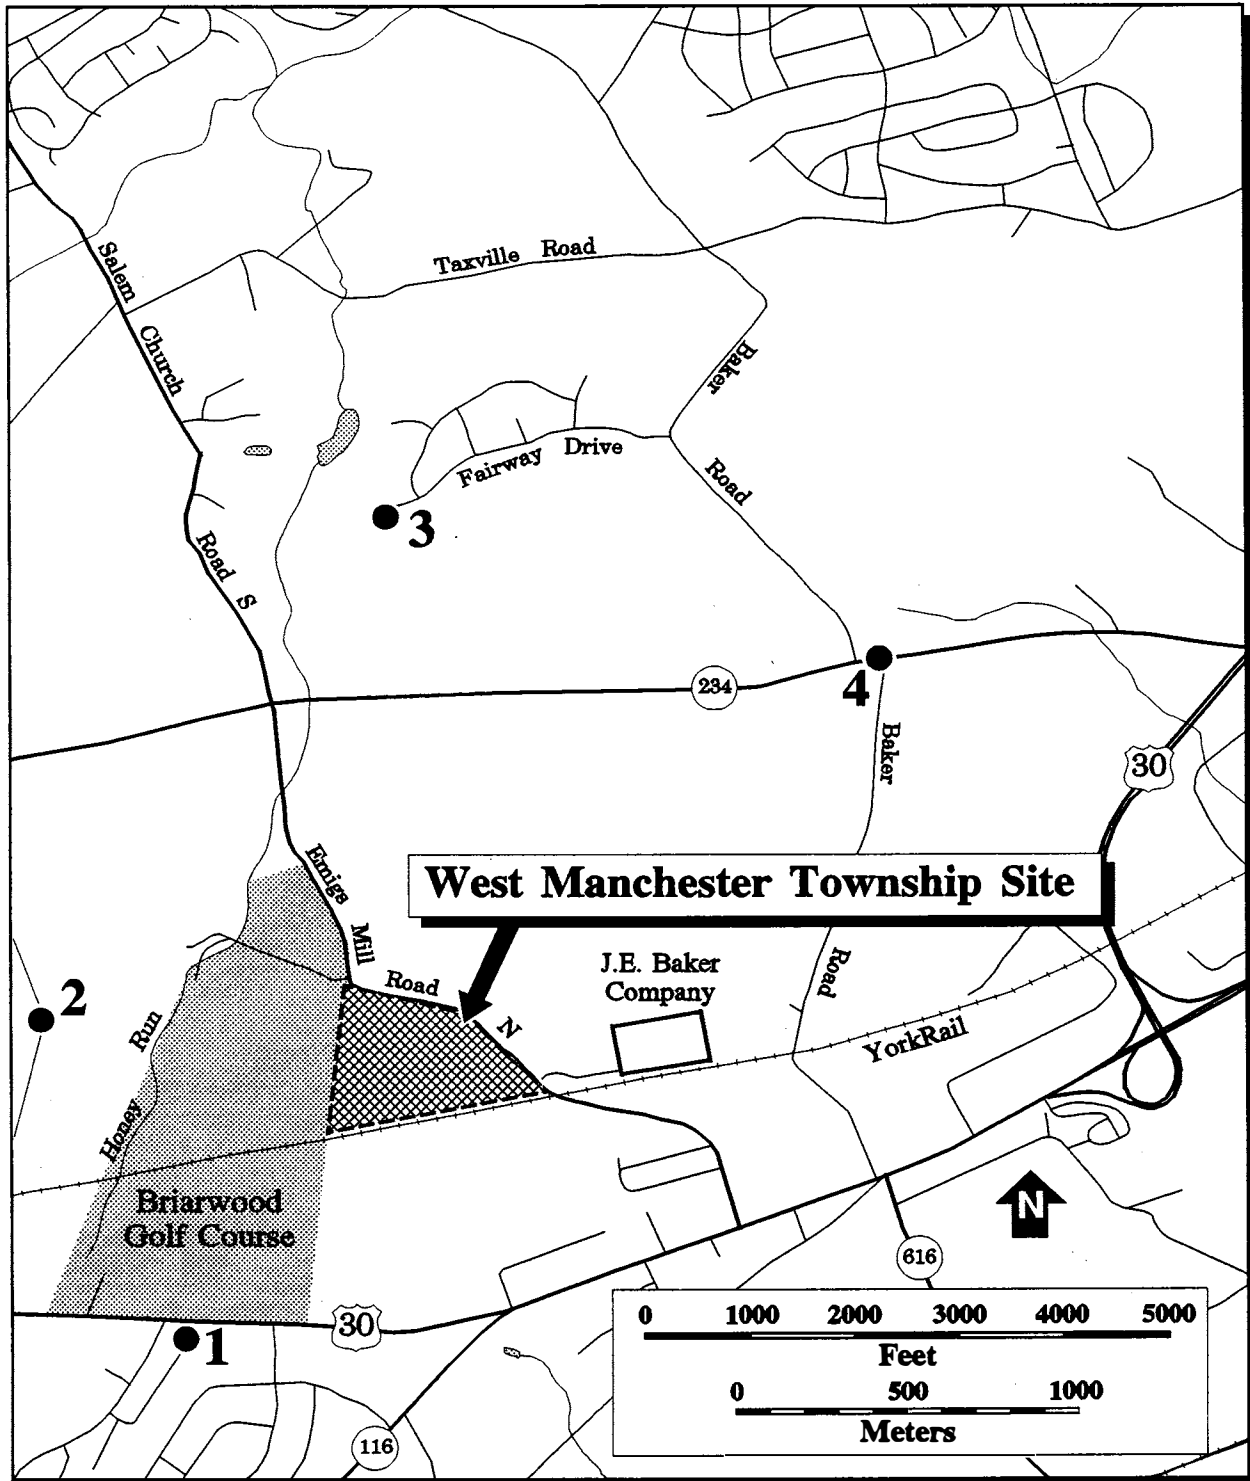 Taxville Road
Salem
Church
Road S
Baker
Road
Fairway Drive
3
4
234
Baker
30
Emigs
Mill
Road
N
West Manchester Township Site
J.E. Baker
Company
Road
YorkRail
2
Run
Honey
Briarwood
Golf Course
N
616
30
1
116
0 1000 2000 3000 4000 5000
Feet
0 500 1000
Meters